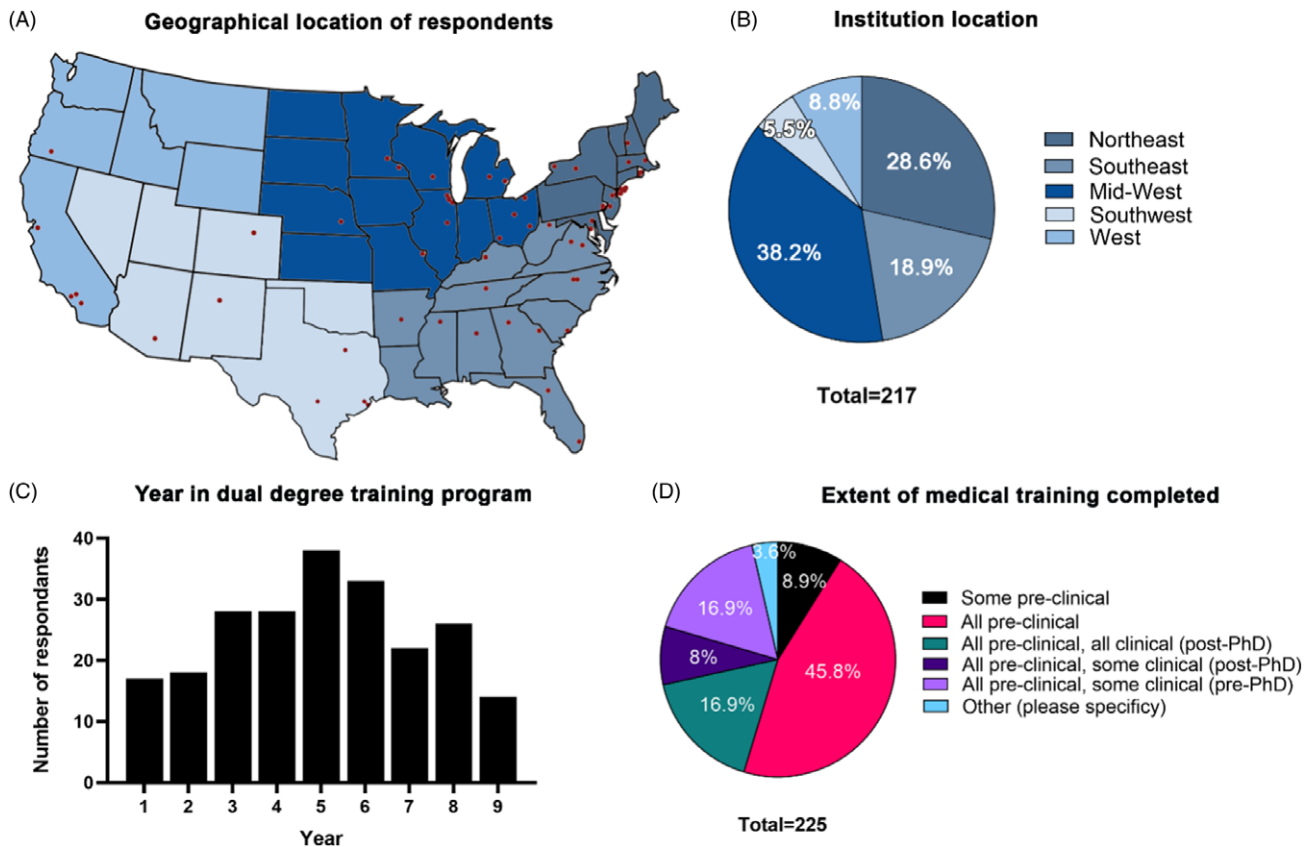 (A)
Geographical location of respondents
(B)
Institution location
8.8%
5.5%
28.6%
38.2%
18.9%
Northeast
Southeast
Mid-West
Southwest
West
Total=217
(C)
Year in dual degree training program
Number of respondants
40
30
20
10
0
1 2 3 4 5 6 7 8 9
Year
(D)
Extent of medical training completed
3.6%
8.9%
16.9%
8%
45.8%
16.9%
Some pre-clinical
All pre-clinical
All pre-clinical, all clinical (post-PhD)
All pre-clinical, some clinical (post-PhD)
All pre-clinical, some clinical (pre-PhD)
Other (please specificy)
Total=225